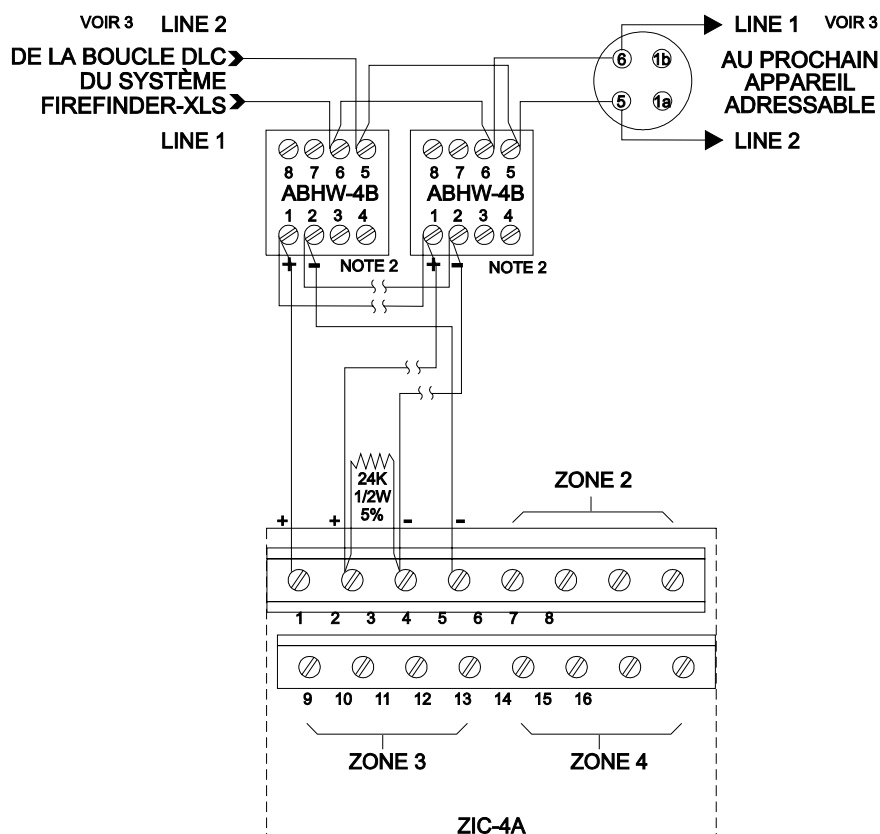 VOIR 3 LINE 2
DE LA BOUCLE DLC
DU SYSTÈME
FIREFINDER-XLS
LINE 1
LINE 1 VOIR 3
AU PROCHAIN
APPAREIL
ADRESSABLE
LINE 2
6 1b
5 1a
8 7 6 5
ABHW-4B
1 2 3 4
+ -
NOTE 2
8 7 6 5
ABHW-4B
1 2 3 4
+ -
NOTE 2
24K
1/2W
5%
+ + - -
ZONE 2
1 2 3 4 5 6 7 8
9 10 11 12 13 14 15 16
ZONE 3 ZONE 4
ZIC-4A